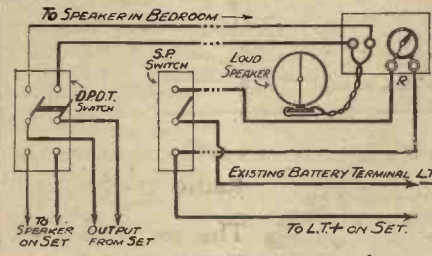 TO SPEAKER IN BEDROOM
S.P.
SWITCH
LOUD
SPEAKER
R
D.P.D.T.
SWITCH
EXISTING BATTERY TERMINAL L.T.
TO
SPEAKER
ON SET
OUTPUT
FROM SET
TO L.T.+ ON SET.